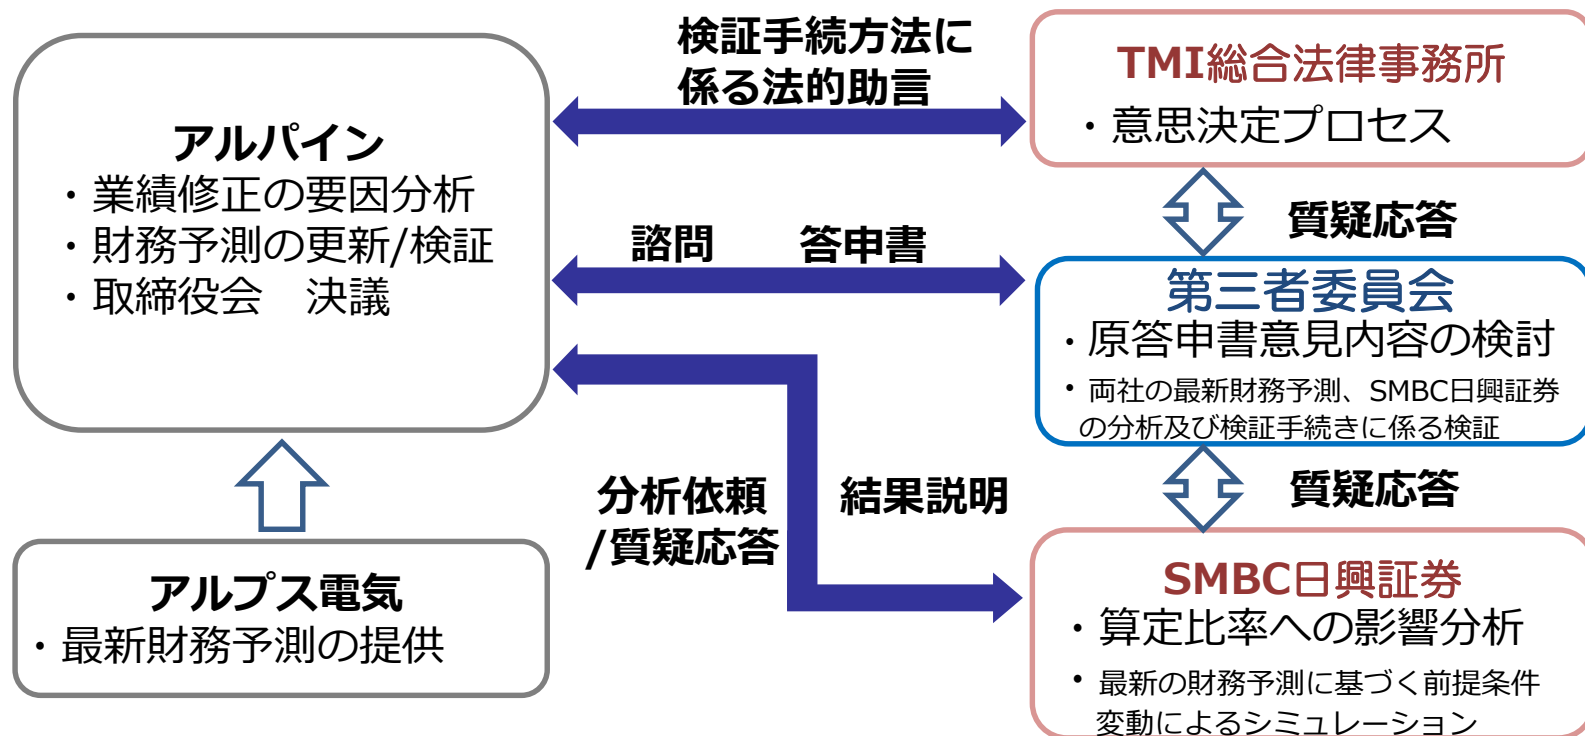 検証手続方法に
係る法的助言
TMI総合法律事務所
・意思決定プロセス
アルパイン
・業績修正の要因分析
・財務予測の更新/検証
・取締役会　決議
質疑応答
諮問　　答申書
第三者委員会
・原答申書意見内容の検討
・両社の最新財務予測、SMBC日興証券
の分析及び検証手続きに係る検証
分析依頼
/質疑応答
結果説明
質疑応答
アルプス電気
・最新財務予測の提供
SMBC日興証券
・算定比率への影響分析
・最新の財務予測に基づく前提条件
変動によるシミュレーション